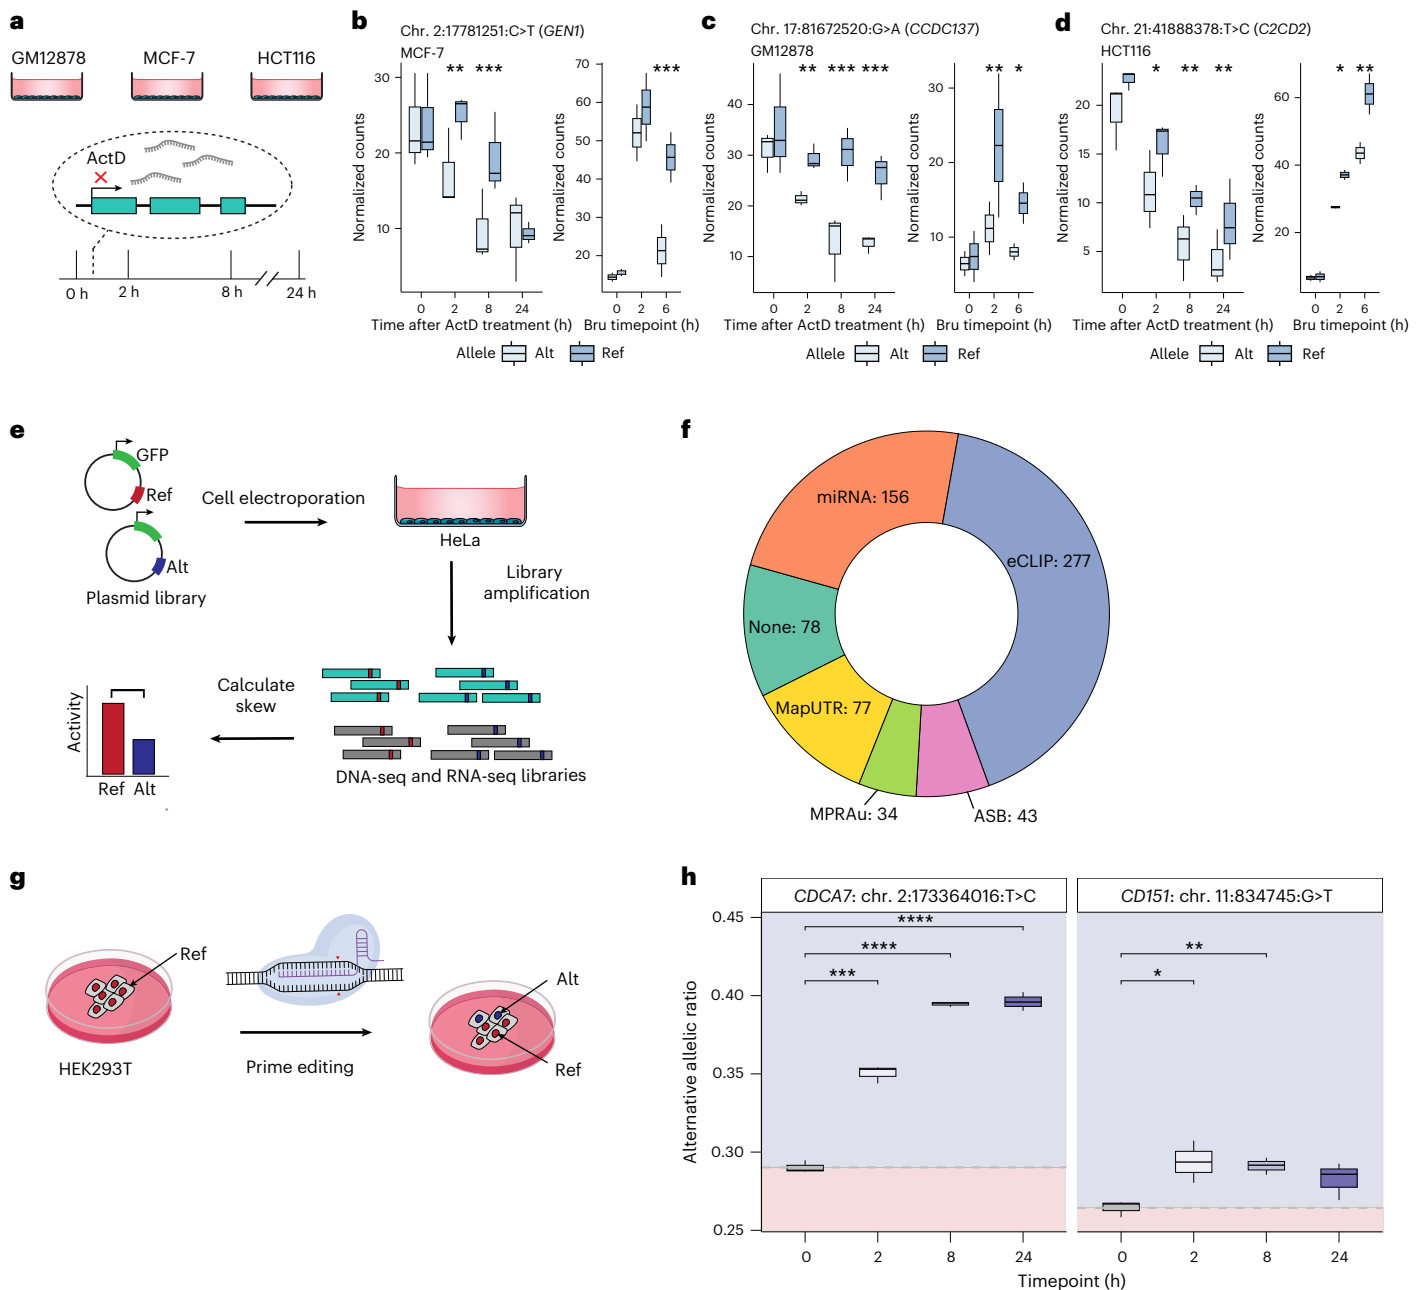 a
GM12878
MCF-7
HCT116
ActD
0 h
2 h
8 h
24 h
b
Chr. 2:17781251:C>T (GEN1)
MCF-7
Normalized counts
30
20
10
** ***
0 2 8 24
Time after ActD treatment (h)
Normalized counts
70
60
50
40
30
20
***
0 2 6
Bru timepoint (h)
Allele Alt Ref
c
Chr. 17:81672520:G>A (CCDC137)
GM12878
Normalized counts
40
30
20
10
** *** ***
0 2 8 24
Time after ActD treatment (h)
Normalized counts
30
20
10
** *
0 2 6
Bru timepoint (h)
Allele Alt Ref
d
Chr. 21:41888378:T>C (C2CD2)
HCT116
Normalized counts
20
15
10
5
* ** **
0 2 8 24
Time after ActD treatment (h)
Normalized counts
60
40
20
* **
0 2 6
Bru timepoint (h)
Allele Alt Ref
e
GFP
Ref
Alt
Plasmid library
Cell electroporation
HeLa
Library
amplification
DNA-seq and RNA-seq libraries
Calculate
skew
Activity
Ref Alt
f
miRNA: 156
eCLIP: 277
None: 78
MapUTR: 77
MPRAu: 34
ASB: 43
g
Ref
HEK293T
Prime editing
Alt
Ref
h
CDCA7: chr. 2:173364016:T>C
CD151: chr. 11:834745:G>T
Alternative allelic ratio
0.45
0.40
0.35
0.30
0.25
****
****
***
**
*
0 2 8 24
0 2 8 24
Timepoint (h)